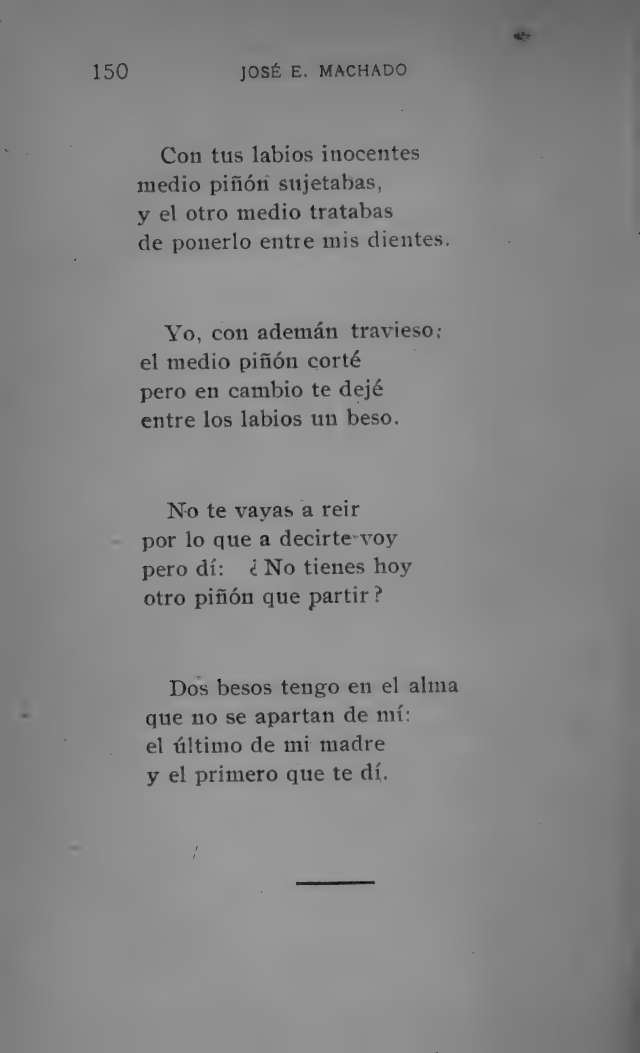 150 JOSÉ E. MACHADO
Con tus labios inocentes
medio piñón sujetabas,
y el otro medio tratabas
de ponerlo entre mis dientes.
Yo, con ademán travieso;
el medio piñón corté
pero en cambio te dejé
entre los labios un beso.
No te vayas a reir
por lo que a decirte voy
pero dí: ¿No tienes hoy
otro piñón que partir?
Dos besos tengo en el alma
que no se apartan de mí:
el último de mi madre
y el primero que te dí.